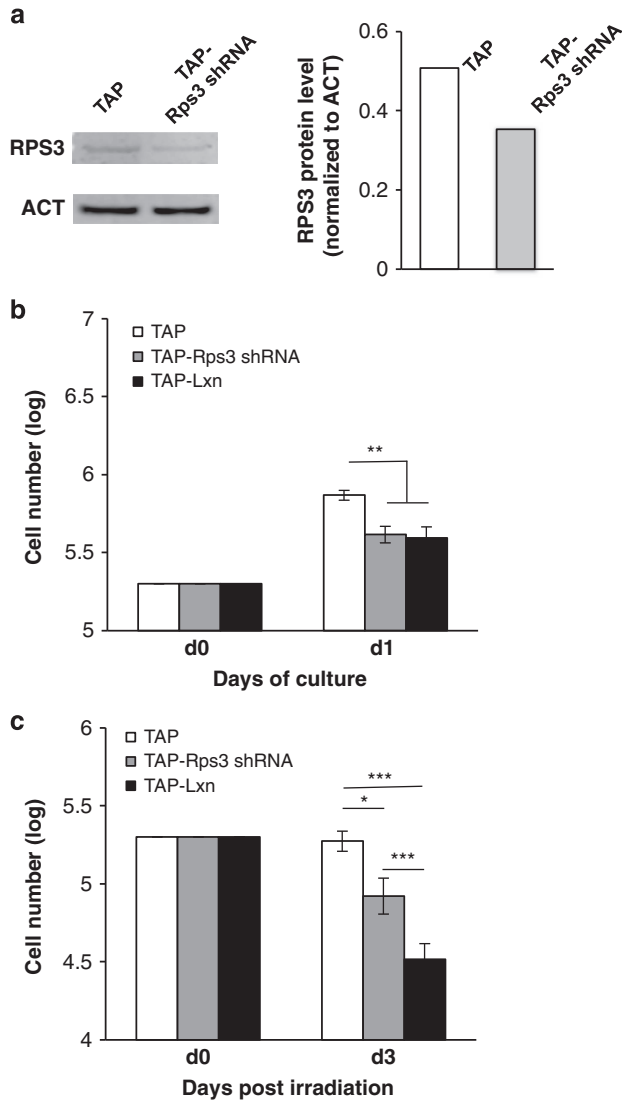 a
TAP
TAP-
Rps3 shRNA
RPS3
ACT
RPS3 protein level
(normalized to ACT)
0.6
0.4
0.2
0
TAP
TAP-
Rps3 shRNA
b
Cell number (log)
7
6.5
6
5.5
5
TAP
TAP-Rps3 shRNA
TAP-Lxn
**
d0
d1
Days of culture
c
Cell number (log)
6
5.5
5
4.5
4
TAP
TAP-Rps3 shRNA
TAP-Lxn
***
*
***
d0
d3
Days post irradiation